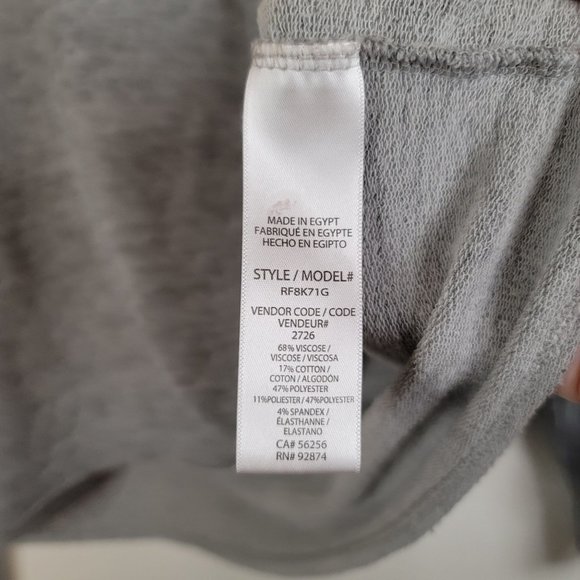 MADE IN EGYPT
FABRIQUÉ EN EGYPTE
HECHO EN EGIPTO
STYLE / MODEL#
RF8K71G
VENDOR CODE / CODE
VENDEUR#
2726
68% VISCOSE /
VISCOSE / VISCOSA
17% COTTON /
COTON / ALGODÓN
47% POLYESTER
11%POLIESTER / 47%POLYESTER
4% SPANDEX /
ÉLASTHANNE /
ELASTANO
CA# 56256
RN# 92874